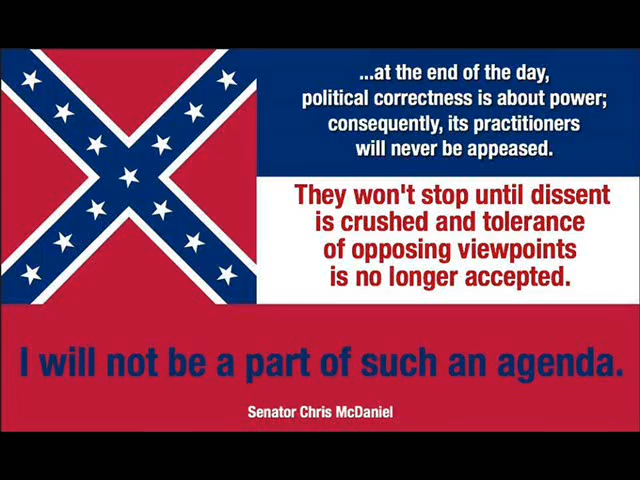 ...at the end of the day,
political correctness is about power;
consequently, its practitioners
will never be appeased.
They won't stop until dissent
is crushed and tolerance
of opposing viewpoints
is no longer accepted.
I will not be a part of such an agenda.
Senator Chris McDaniel